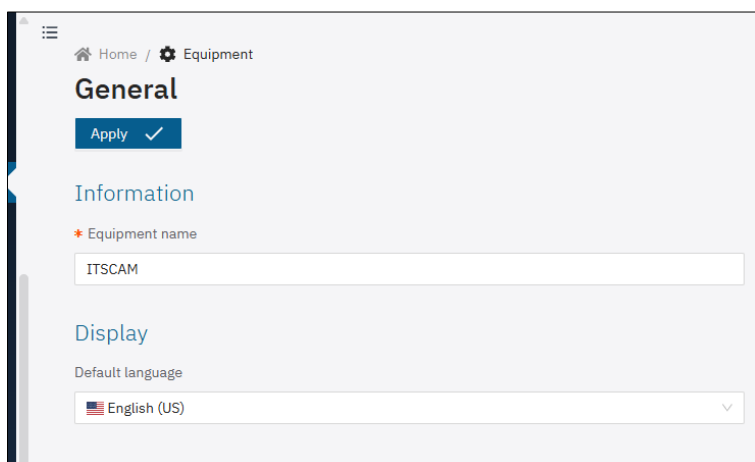 Home / Equipment
General
Apply
Information
* Equipment name
ITSCAM
Display
Default language
English (US)